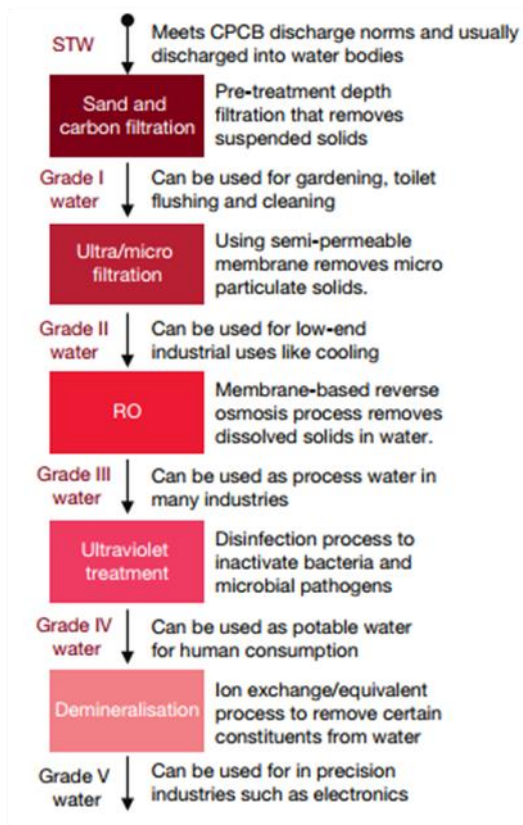 STW
Meets CPCB discharge norms and usually
discharged into water bodies
Sand and
carbon filtration
Pre-treatment depth
filtration that removes
suspended solids
Grade I
water
Can be used for gardening, toilet
flushing and cleaning
Ultra/micro
filtration
Using semi-permeable
membrane removes micro
particulate solids.
Grade II
water
Can be used for low-end
industrial uses like cooling
RO
Membrane-based reverse
osmosis process removes
dissolved solids in water.
Grade III
water
Can be used as process water in
many industries
Ultraviolet
treatment
Disinfection process to
inactivate bacteria and
microbial pathogens
Grade IV
water
Can be used as potable water
for human consumption
Demineralisation
Ion exchange/equivalent
process to remove certain
constituents from water
Grade V
water
Can be used for in precision
industries such as electronics